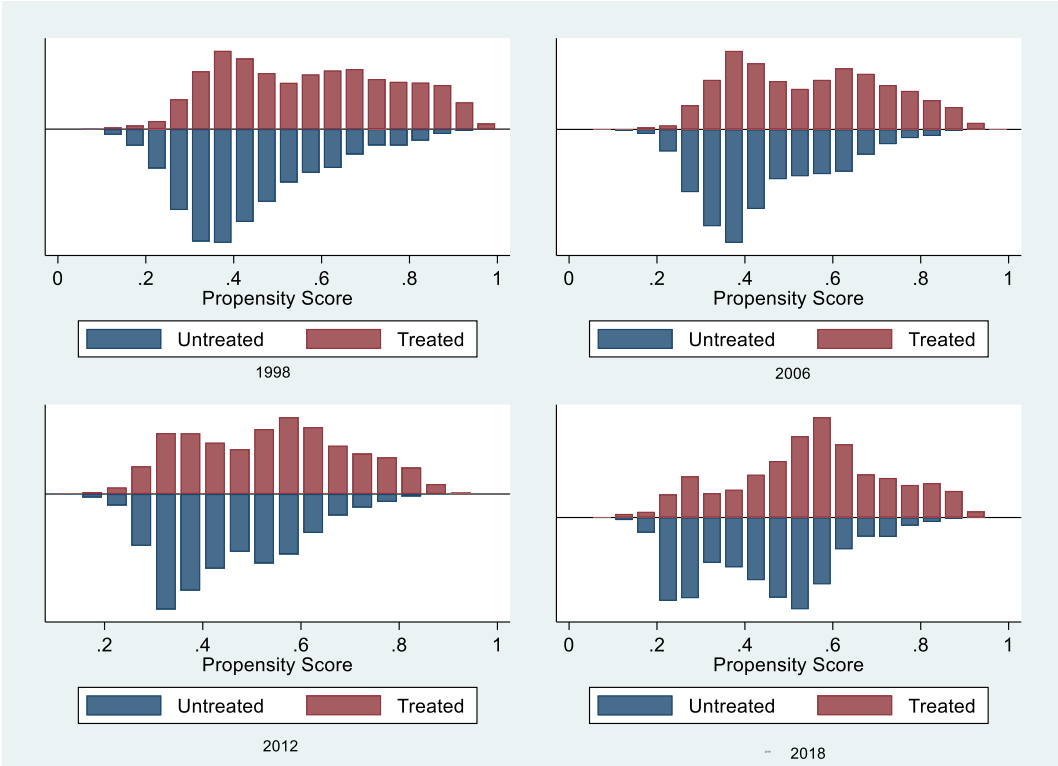 0 .2 .4 .6 .8 1
Propensity Score
Untreated Treated
1998
0 .2 .4 .6 .8 1
Propensity Score
Untreated Treated
2006
.2 .4 .6 .8 1
Propensity Score
Untreated Treated
2012
0 .2 .4 .6 .8 1
Propensity Score
Untreated Treated
2018